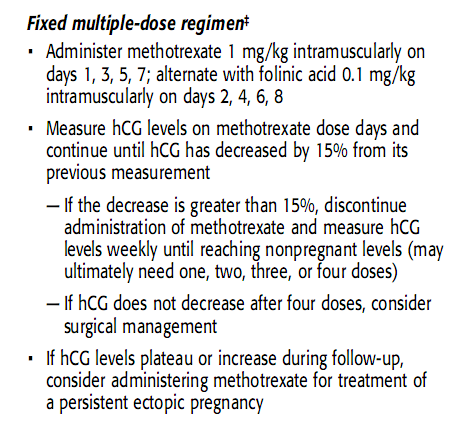 Fixed multiple-dose regimen‡
• Administer methotrexate 1 mg/kg intramuscularly on
days 1, 3, 5, 7; alternate with folinic acid 0.1 mg/kg
intramuscularly on days 2, 4, 6, 8
• Measure hCG levels on methotrexate dose days and
continue until hCG has decreased by 15% from its
previous measurement
— If the decrease is greater than 15%, discontinue
administration of methotrexate and measure hCG
levels weekly until reaching nonpregnant levels (may
ultimately need one, two, three, or four doses)
— If hCG does not decrease after four doses, consider
surgical management
• If hCG levels plateau or increase during follow-up,
consider administering methotrexate for treatment of
a persistent ectopic pregnancy